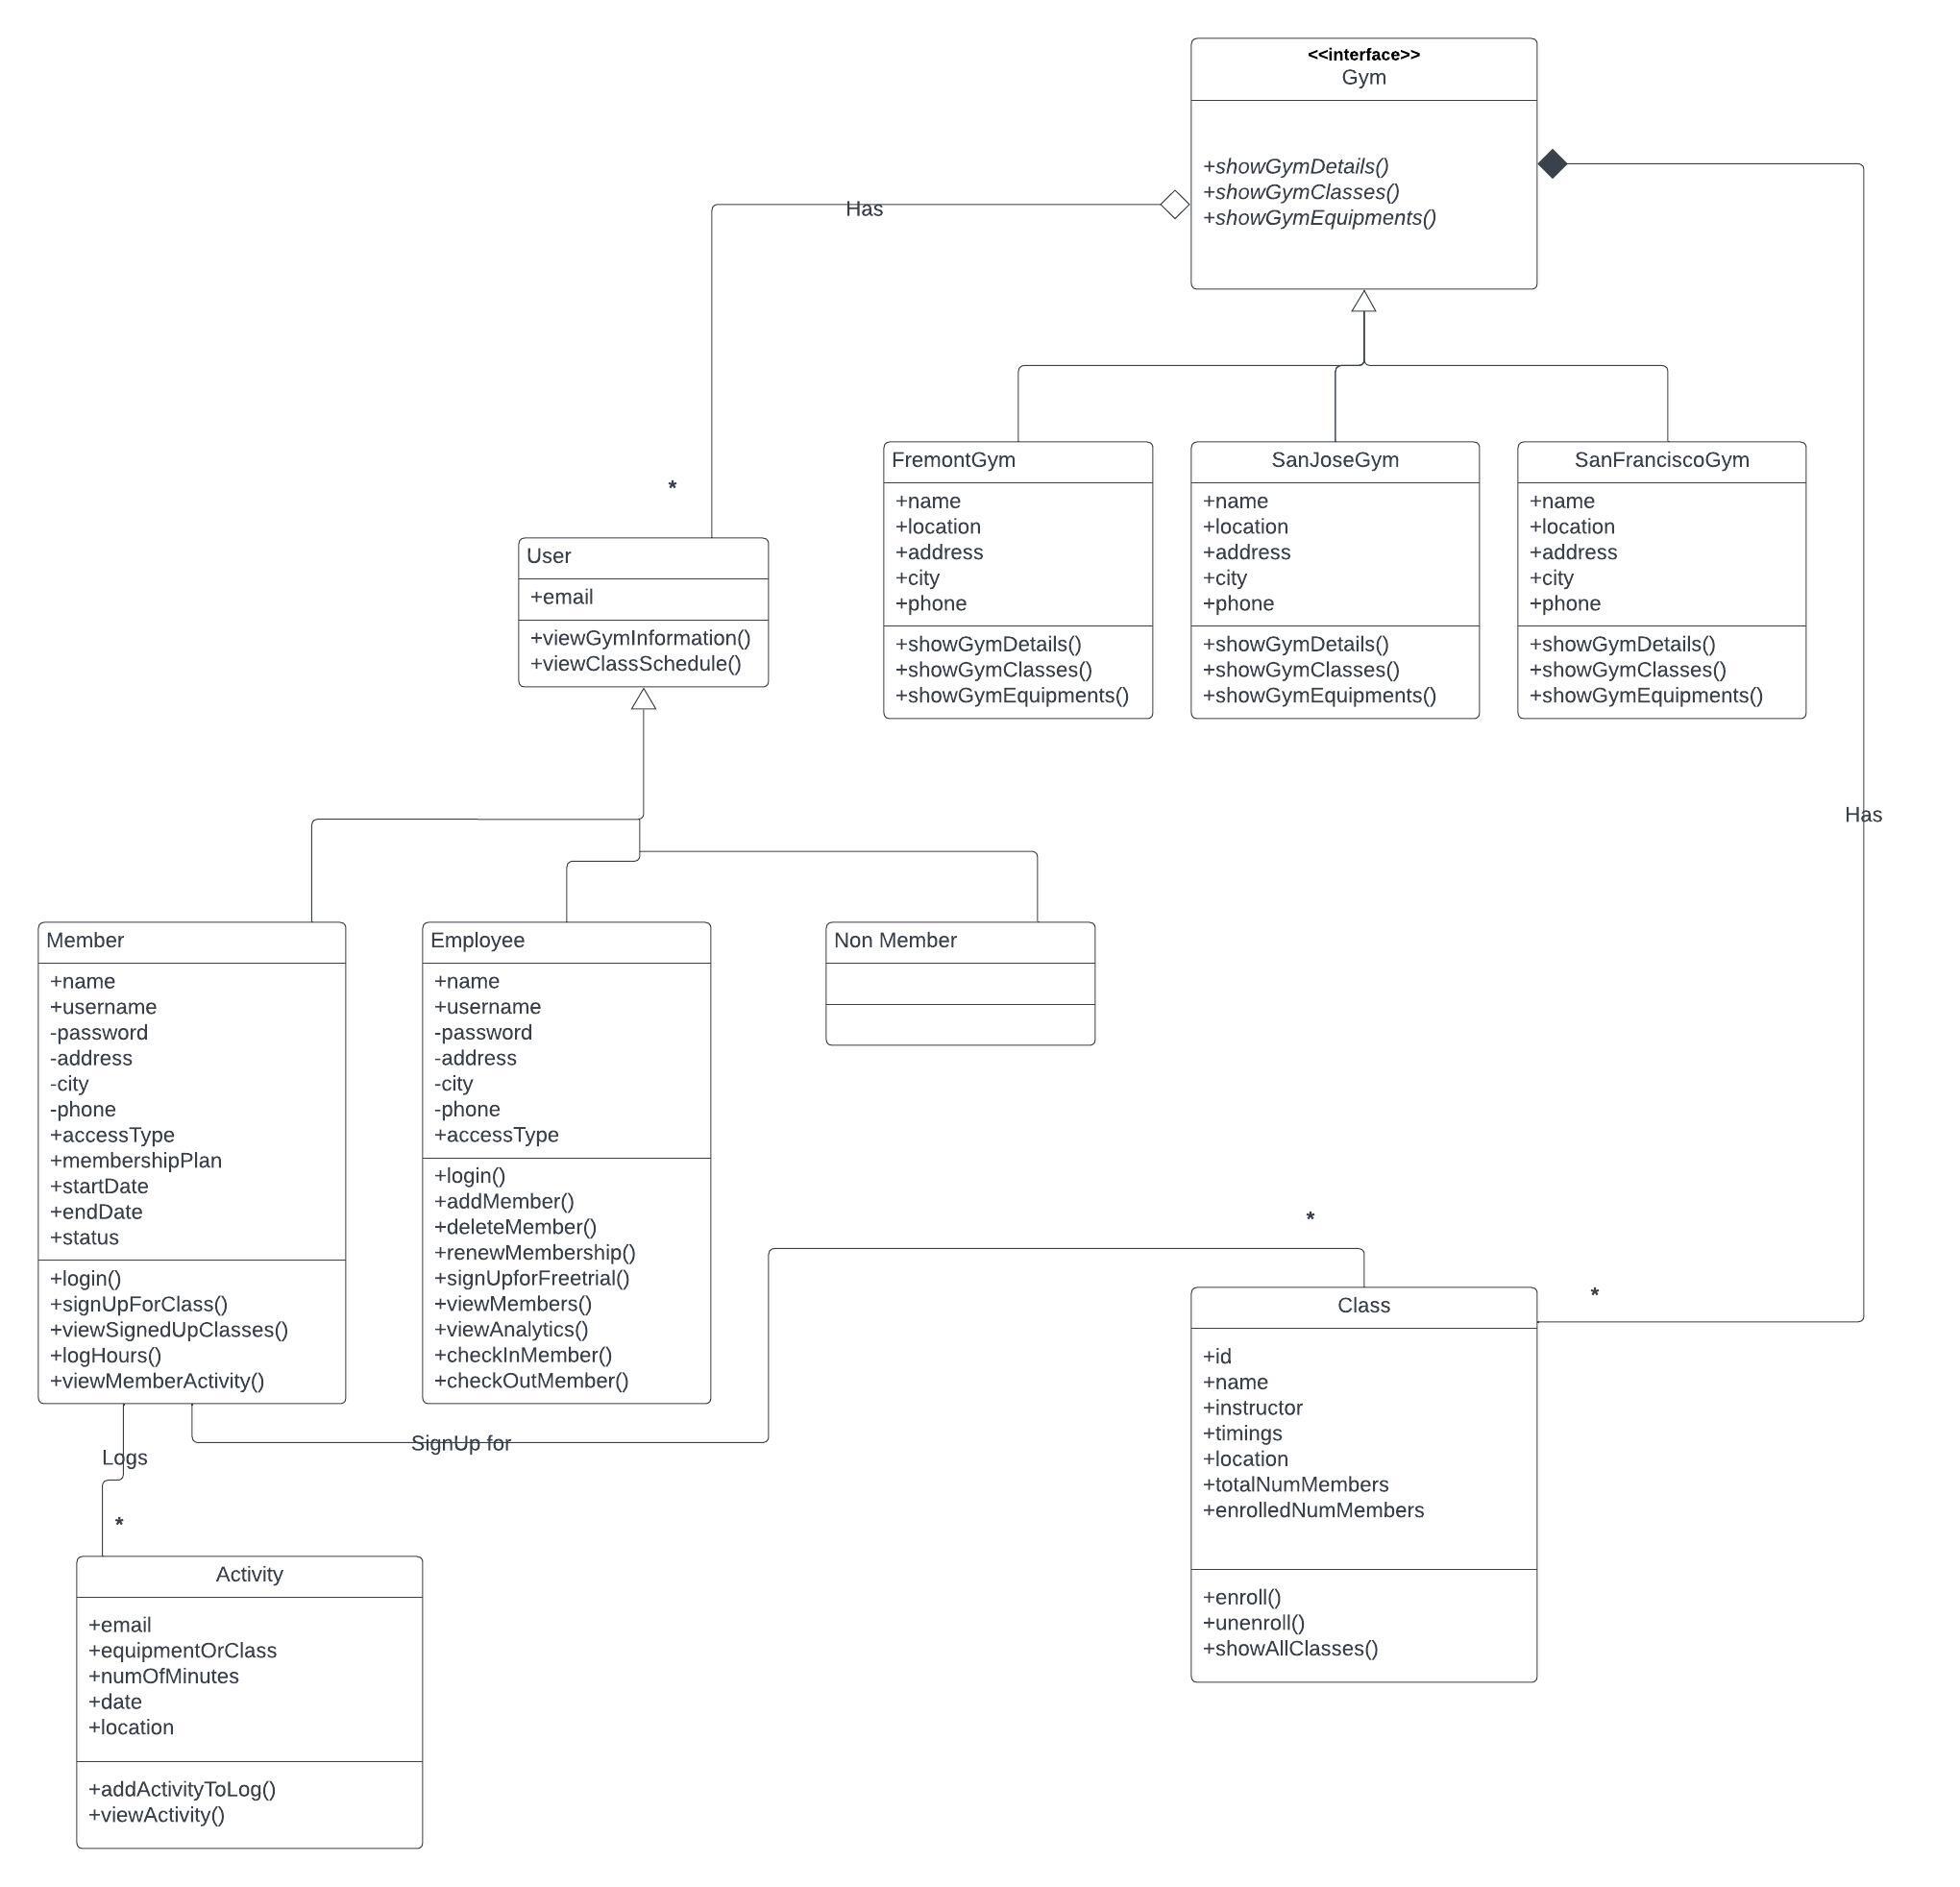 <<interface>>
Gym
+showGymDetails()
+showGymClasses()
+showGymEquipments()
Has
*
FremontGym
+name
+location
+address
+city
+phone
+showGymDetails()
+showGymClasses()
+showGymEquipments()
SanJoseGym
+name
+location
+address
+city
+phone
+showGymDetails()
+showGymClasses()
+showGymEquipments()
SanFranciscoGym
+name
+location
+address
+city
+phone
+showGymDetails()
+showGymClasses()
+showGymEquipments()
User
+email
+viewGymInformation()
+viewClassSchedule()
Has
Member
+name
+username
-password
-address
-city
-phone
+accessType
+membershipPlan
+startDate
+endDate
+status
+login()
+signUpForClass()
+viewSignedUpClasses()
+logHours()
+viewMemberActivity()
Employee
+name
+username
-password
-address
-city
-phone
+accessType
+login()
+addMember()
+deleteMember()
+renewMembership()
+signUpforFreetrial()
+viewMembers()
+viewAnalytics()
+checkInMember()
+checkOutMember()
Non Member
*
*
Class
+id
+name
+instructor
+timings
+location
+totalNumMembers
+enrolledNumMembers
+enroll()
+unenroll()
+showAllClasses()
SignUp for
Logs
*
Activity
+email
+equipmentOrClass
+numOfMinutes
+date
+location
+addActivityToLog()
+viewActivity()